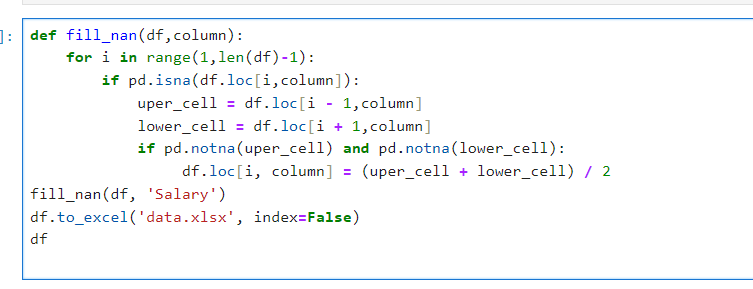 ]:
def fill_nan(df,column):
    for i in range(1,len(df)-1):
        if pd.isna(df.loc[i,column]):
            uper_cell = df.loc[i - 1,column]
            lower_cell = df.loc[i + 1,column]
            if pd.notna(uper_cell) and pd.notna(lower_cell):
                 df.loc[i, column] = (uper_cell + lower_cell) / 2
fill_nan(df, 'Salary')
df.to_excel('data.xlsx', index=False)
df